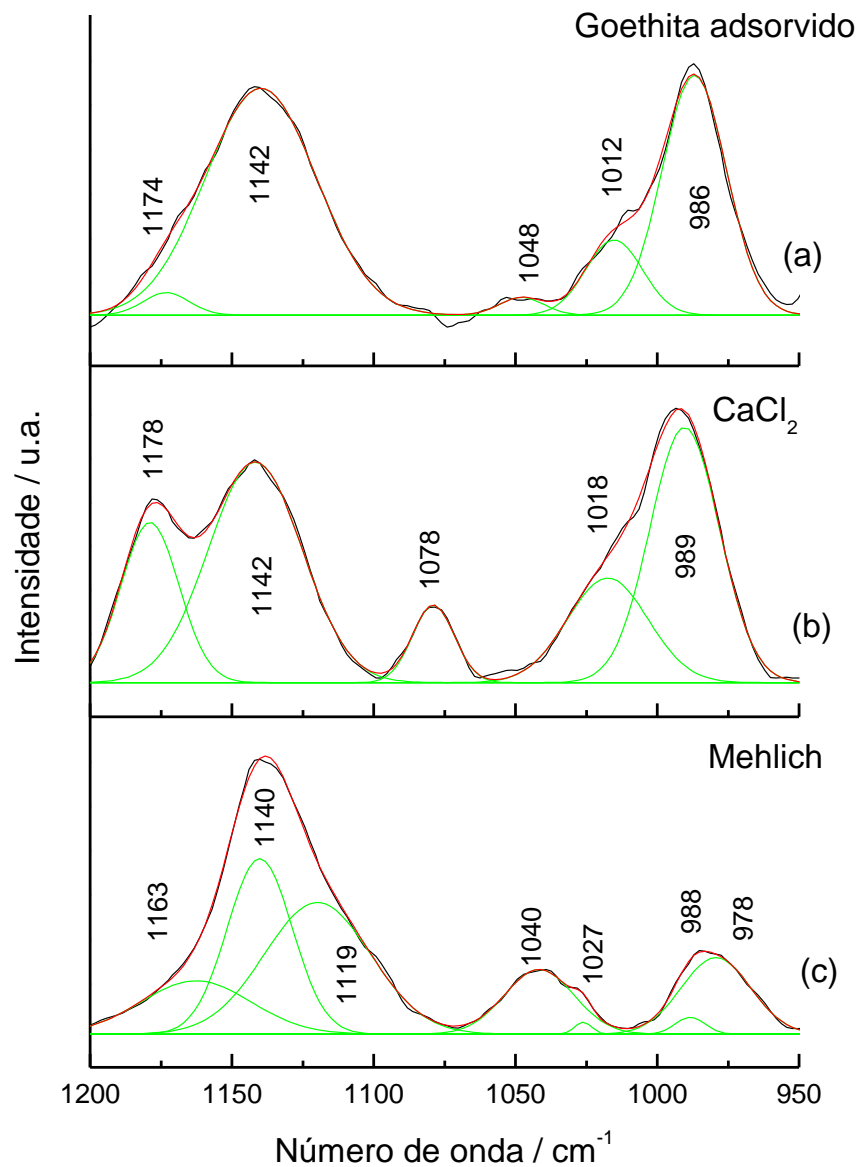 Goethita adsorvido
1174
1142
1048
1012
986
(a)
CaCl₂
1178
1142
1078
1018
989
(b)
Mehlich
1163
1140
1119
1040
1027
988
978
(c)
1200 1150 1100 1050 1000 950
Número de onda / cm⁻¹
Intensidade / u.a.